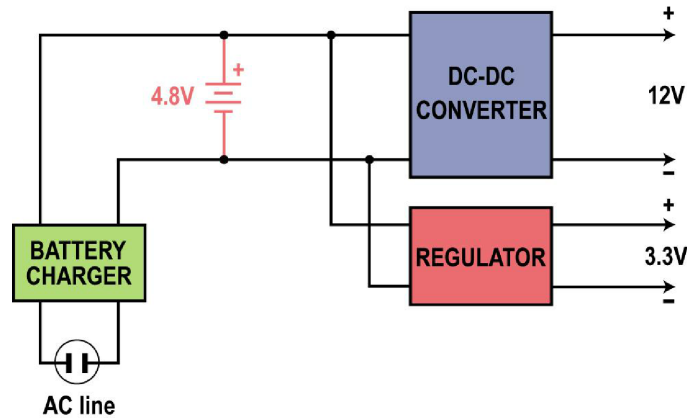 +
DC-DC
CONVERTER
+
4.8V
12V
−
+
BATTERY
CHARGER
REGULATOR
3.3V
−
AC line